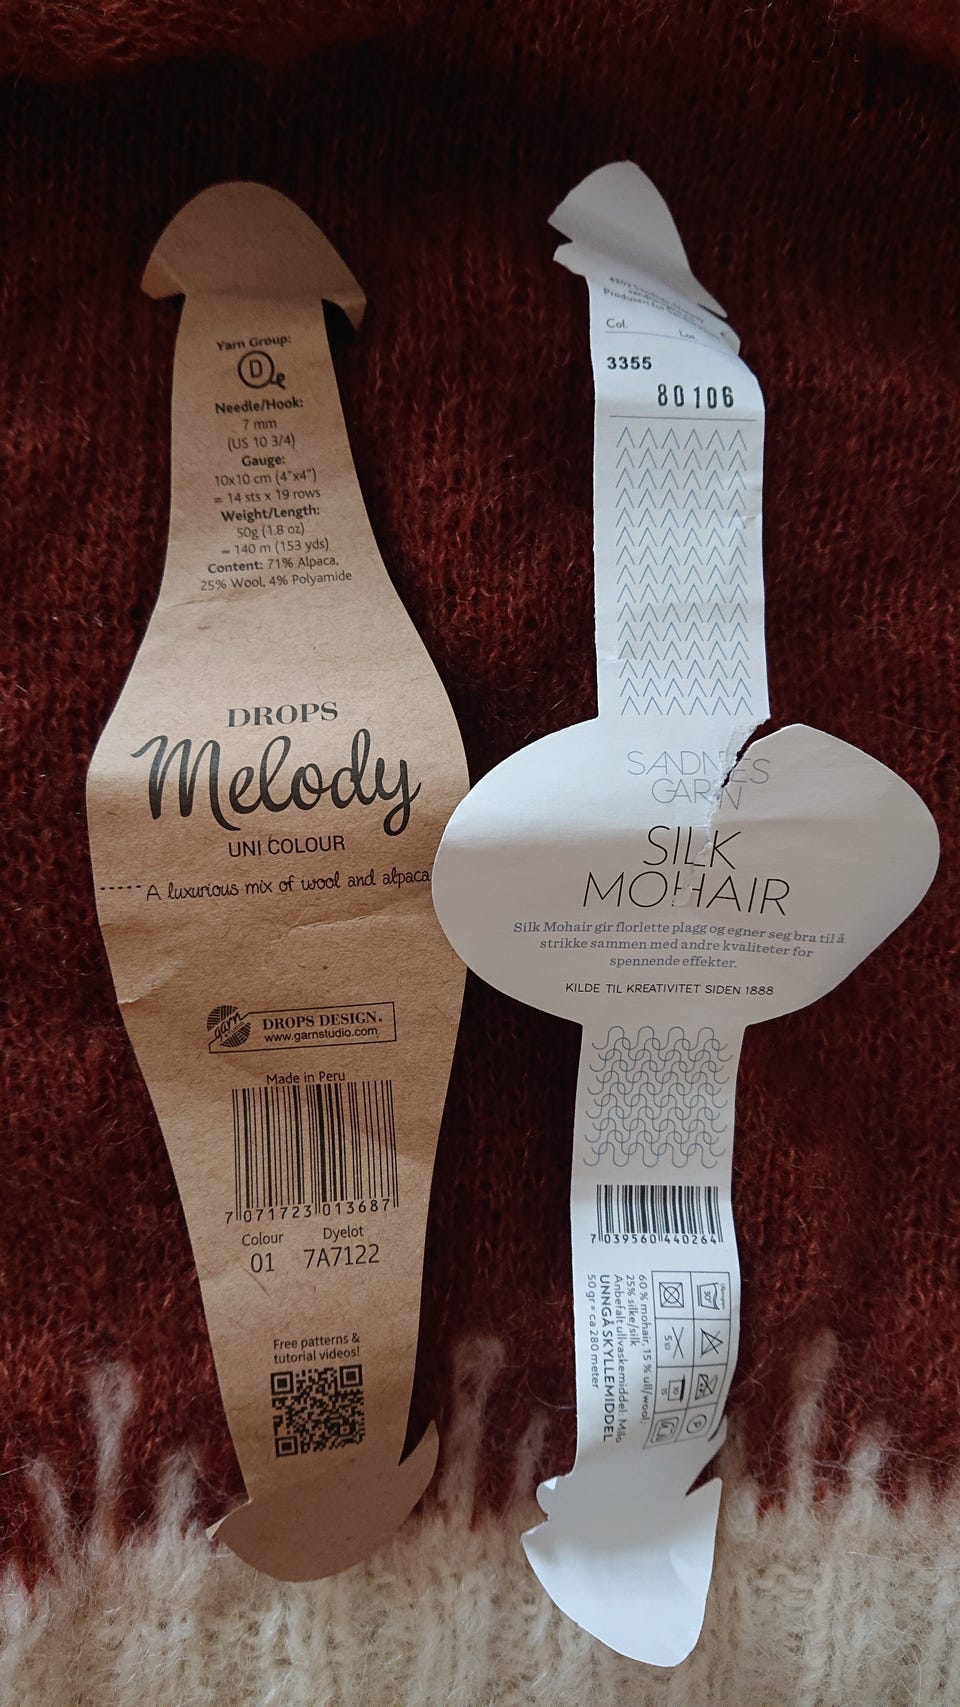 Yarn Group:
D
Needle/Hook:
7 mm
(US 10 3/4)
Gauge:
10x10 cm (4"x4")
= 14 sts x 19 rows
Weight/Length:
50g (1.8 oz)
= 140 m (153 yds)
Content: 71% Alpaca,
25% Wool, 4% Polyamide
DROPS
Melody
UNI COLOUR
A luxurious mix of wool and alpaca
garn
DROPS DESIGN®
www.garnstudio.com
Made in Peru
7 071723 013687
Colour Dyelot
01 7A7122
Free patterns &
tutorial videos!
Produsert for
Col. Lot.
3355
80106
SANDNES
GARN
SILK
MOHAIR
Silk Mohair gir florlette plagg og egner seg bra til å
strikke sammen med andre kvaliteter for
spennende effekter.
KILDE TIL KREATIVITET SIDEN 1888
7 039560 440264
30°
P
60 % mohair, 15 % ull/wool,
25% silke/silk
Anbefalt ullvaskemiddel: Milo
UNNGÅ SKYLLEMIDDEL
50 gr = ca 280 meter